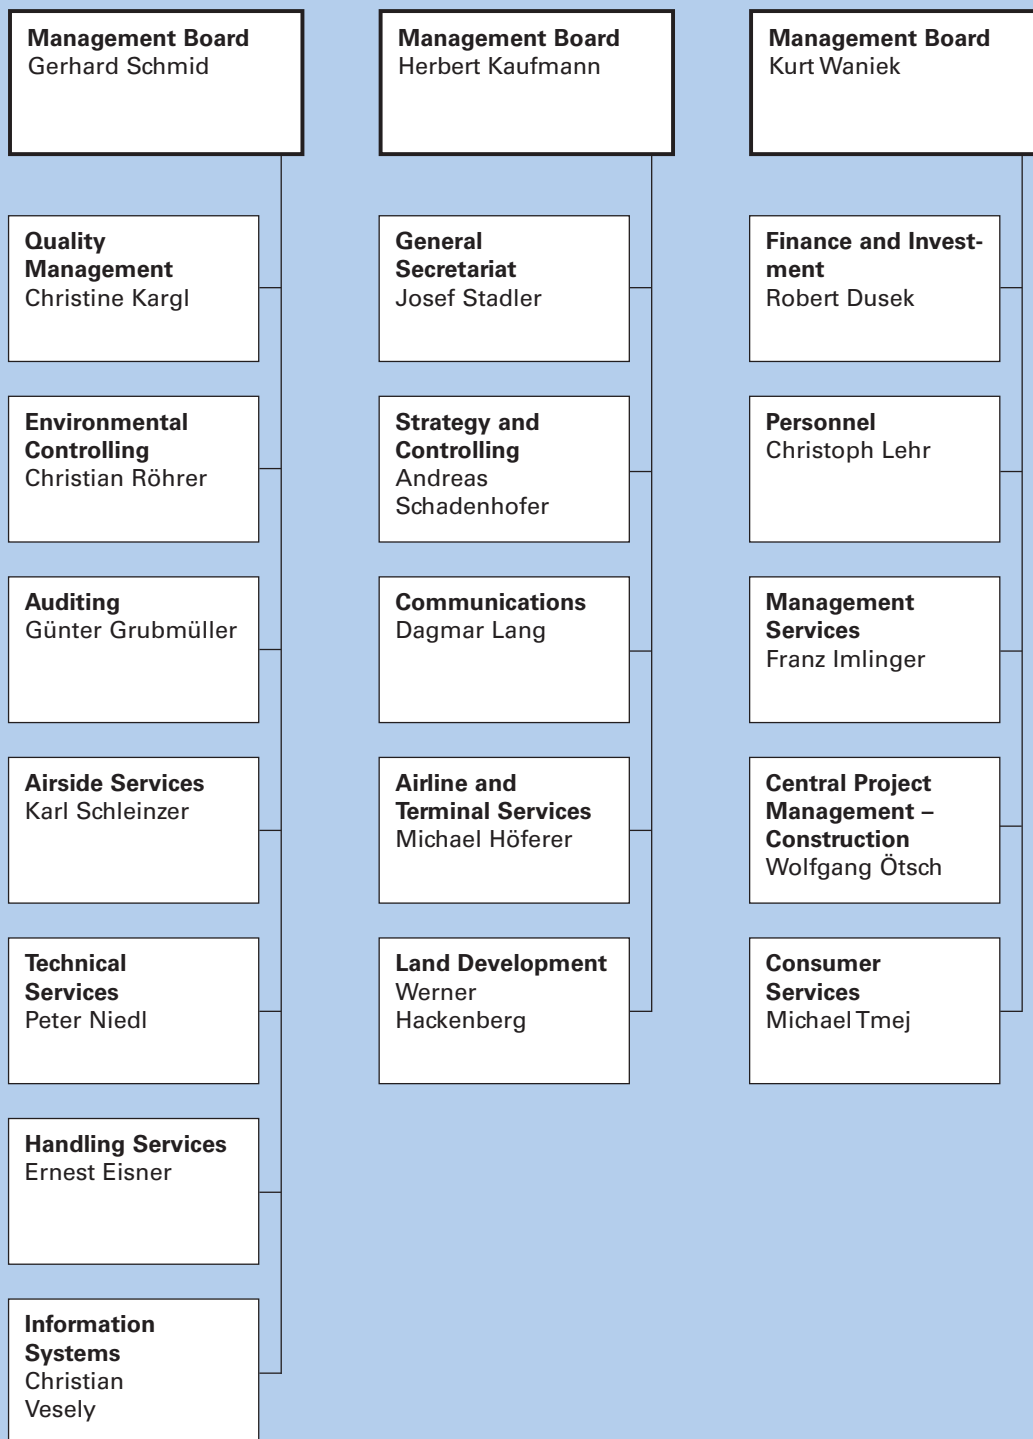 Management Board
Gerhard Schmid
Quality
Management
Christine Kargl
Environmental
Controlling
Christian Röhrer
Auditing
Günter Grubmüller
Airside Services
Karl Schleinzer
Technical
Services
Peter Niedl
Handling Services
Ernest Eisner
Information
Systems
Christian
Vesely
Management Board
Herbert Kaufmann
General
Secretariat
Josef Stadler
Strategy and
Controlling
Andreas
Schadenhofer
Communications
Dagmar Lang
Airline and
Terminal Services
Michael Höferer
Land Development
Werner
Hackenberg
Management Board
Kurt Waniek
Finance and Invest-
ment
Robert Dusek
Personnel
Christoph Lehr
Management
Services
Franz Imlinger
Central Project
Management –
Construction
Wolfgang Ötsch
Consumer
Services
Michael Tmej